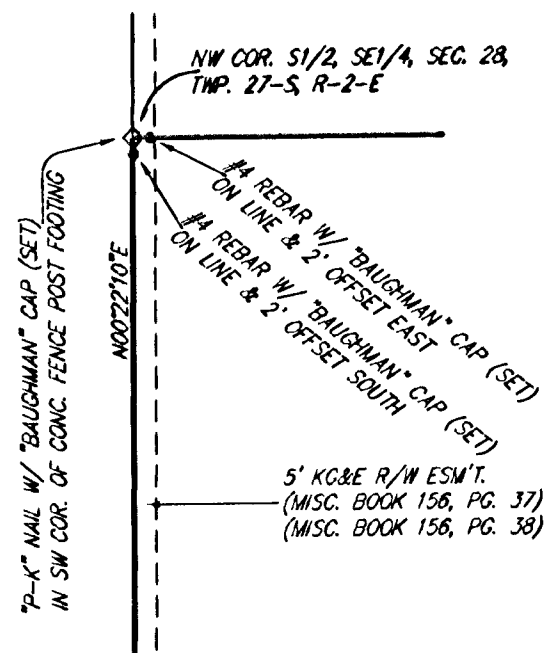 NW COR. S1/2, SE1/4, SEC. 28,
TWP. 27-S, R-2-E
#4 REBAR W/ "BAUGHMAN" CAP (SET)
ON LINE & 2' OFFSET EAST
#4 REBAR W/ "BAUGHMAN" CAP (SET)
ON LINE & 2' OFFSET SOUTH
"P-K" NAIL W/ "BAUGHMAN" CAP (SET)
IN SW COR. OF CONC. FENCE POST FOOTING
N00°22'10"E
5' KG&E R/W ESM'T.
(MISC. BOOK 156, PG. 37)
(MISC. BOOK 156, PG. 38)